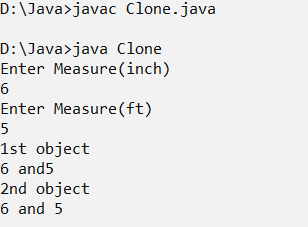 D:\Java>javac Clone.java
D:\Java>java Clone
Enter Measure(inch)
6
Enter Measure(ft)
5
1st object
6 and5
2nd object
6 and 5